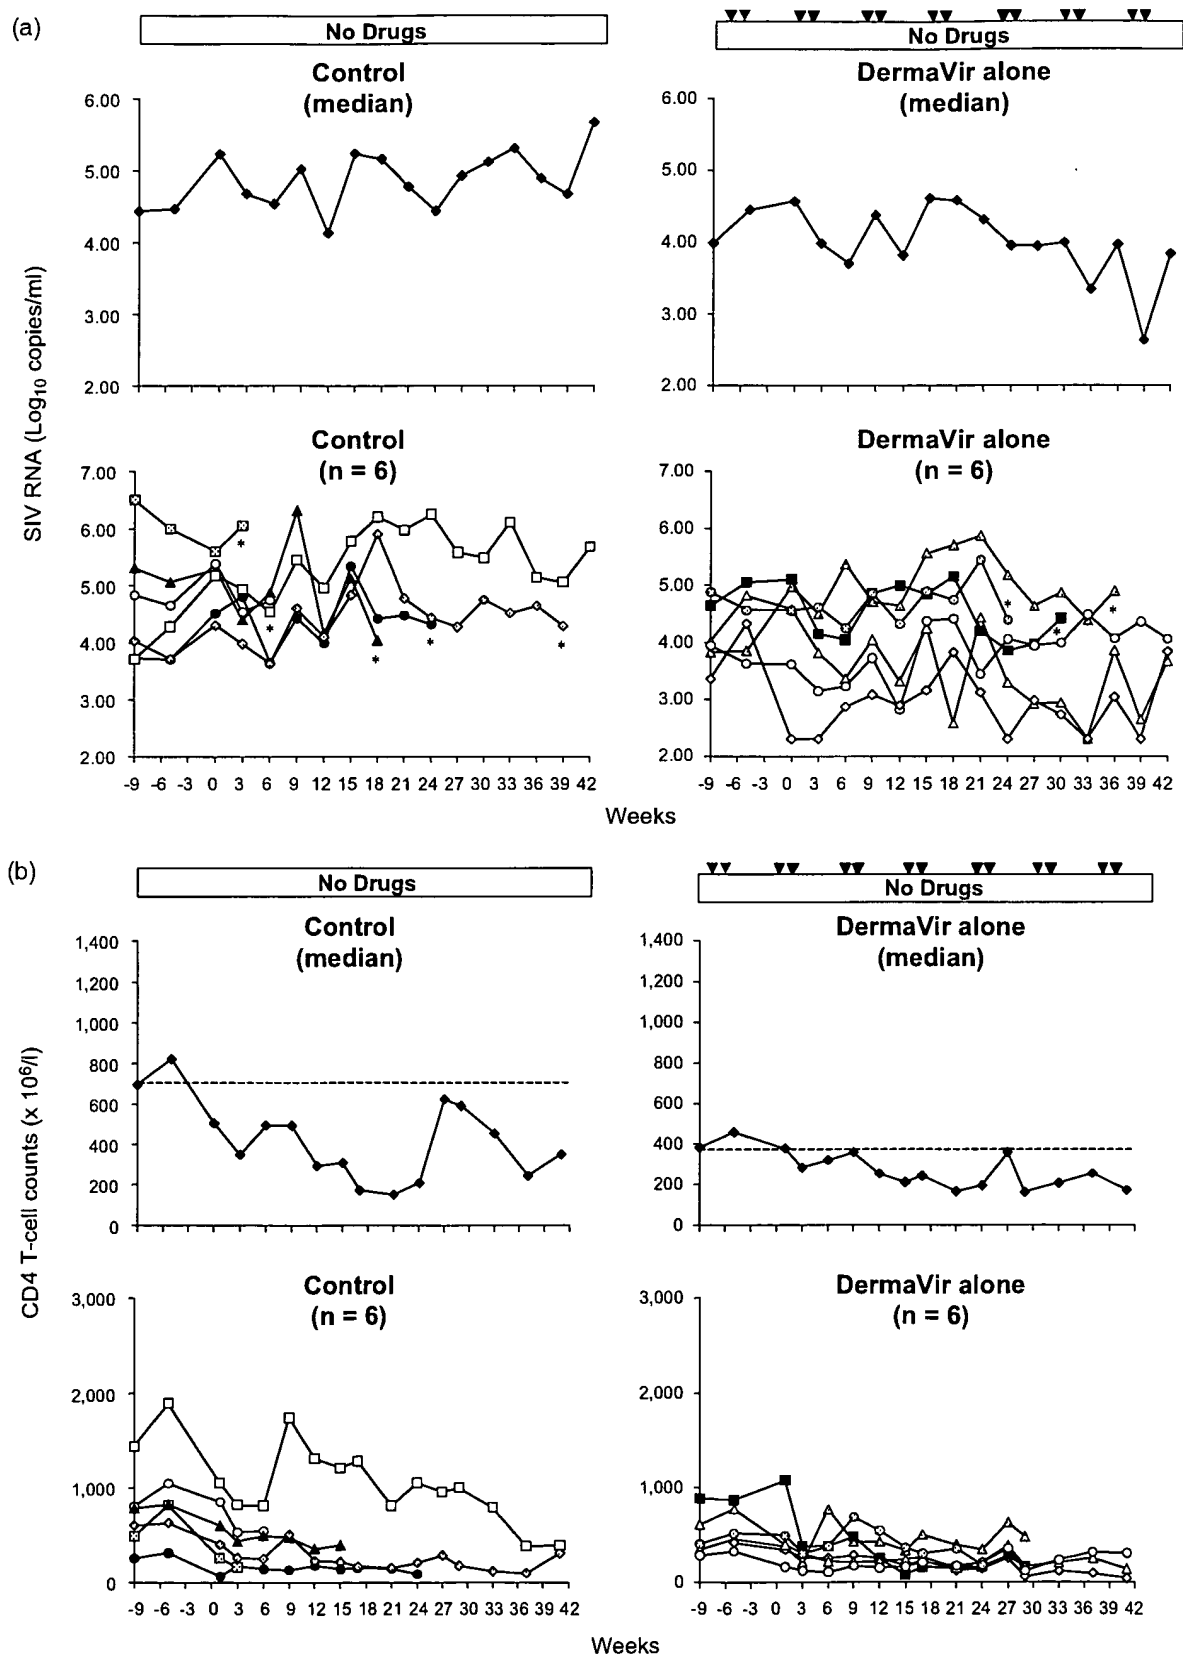 (a)
No Drugs
No Drugs
Control
(median)
DermaVir alone
(median)
6.00
5.00
4.00
3.00
2.00
6.00
5.00
4.00
3.00
2.00
SIV RNA (Log10 copies/ml)
Control
(n = 6)
DermaVir alone
(n = 6)
7.00
6.00
5.00
4.00
3.00
2.00
* * * * *
-9 -6 -3 0 3 6 9 12 15 18 21 24 27 30 33 36 39 42
7.00
6.00
5.00
4.00
3.00
2.00
* * *
-9 -6 -3 0 3 6 9 12 15 18 21 24 27 30 33 36 39 42
Weeks
(b)
No Drugs
No Drugs
Control
(median)
DermaVir alone
(median)
1,400
1,200
1,000
800
600
400
200
0
1,400
1,200
1,000
800
600
400
200
0
CD4 T-cell counts (x 10⁶/l)
Control
(n = 6)
DermaVir alone
(n = 6)
3,000
2,000
1,000
0
-9 -6 -3 0 3 6 9 12 15 18 21 24 27 30 33 36 39 42
3,000
2,000
1,000
0
-9 -6 -3 0 3 6 9 12 15 18 21 24 27 30 33 36 39 42
Weeks